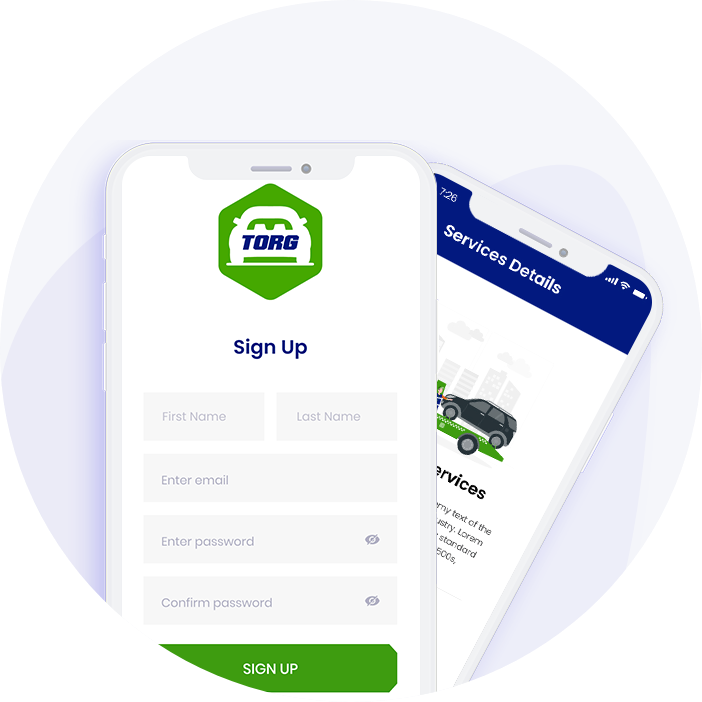 TORG
Sign Up
First Name
Last Name
Enter email
Enter password
Confirm password
SIGN UP
7:26
Services Details
ervices
my text of the
ustry. Lorem
standard
500s,